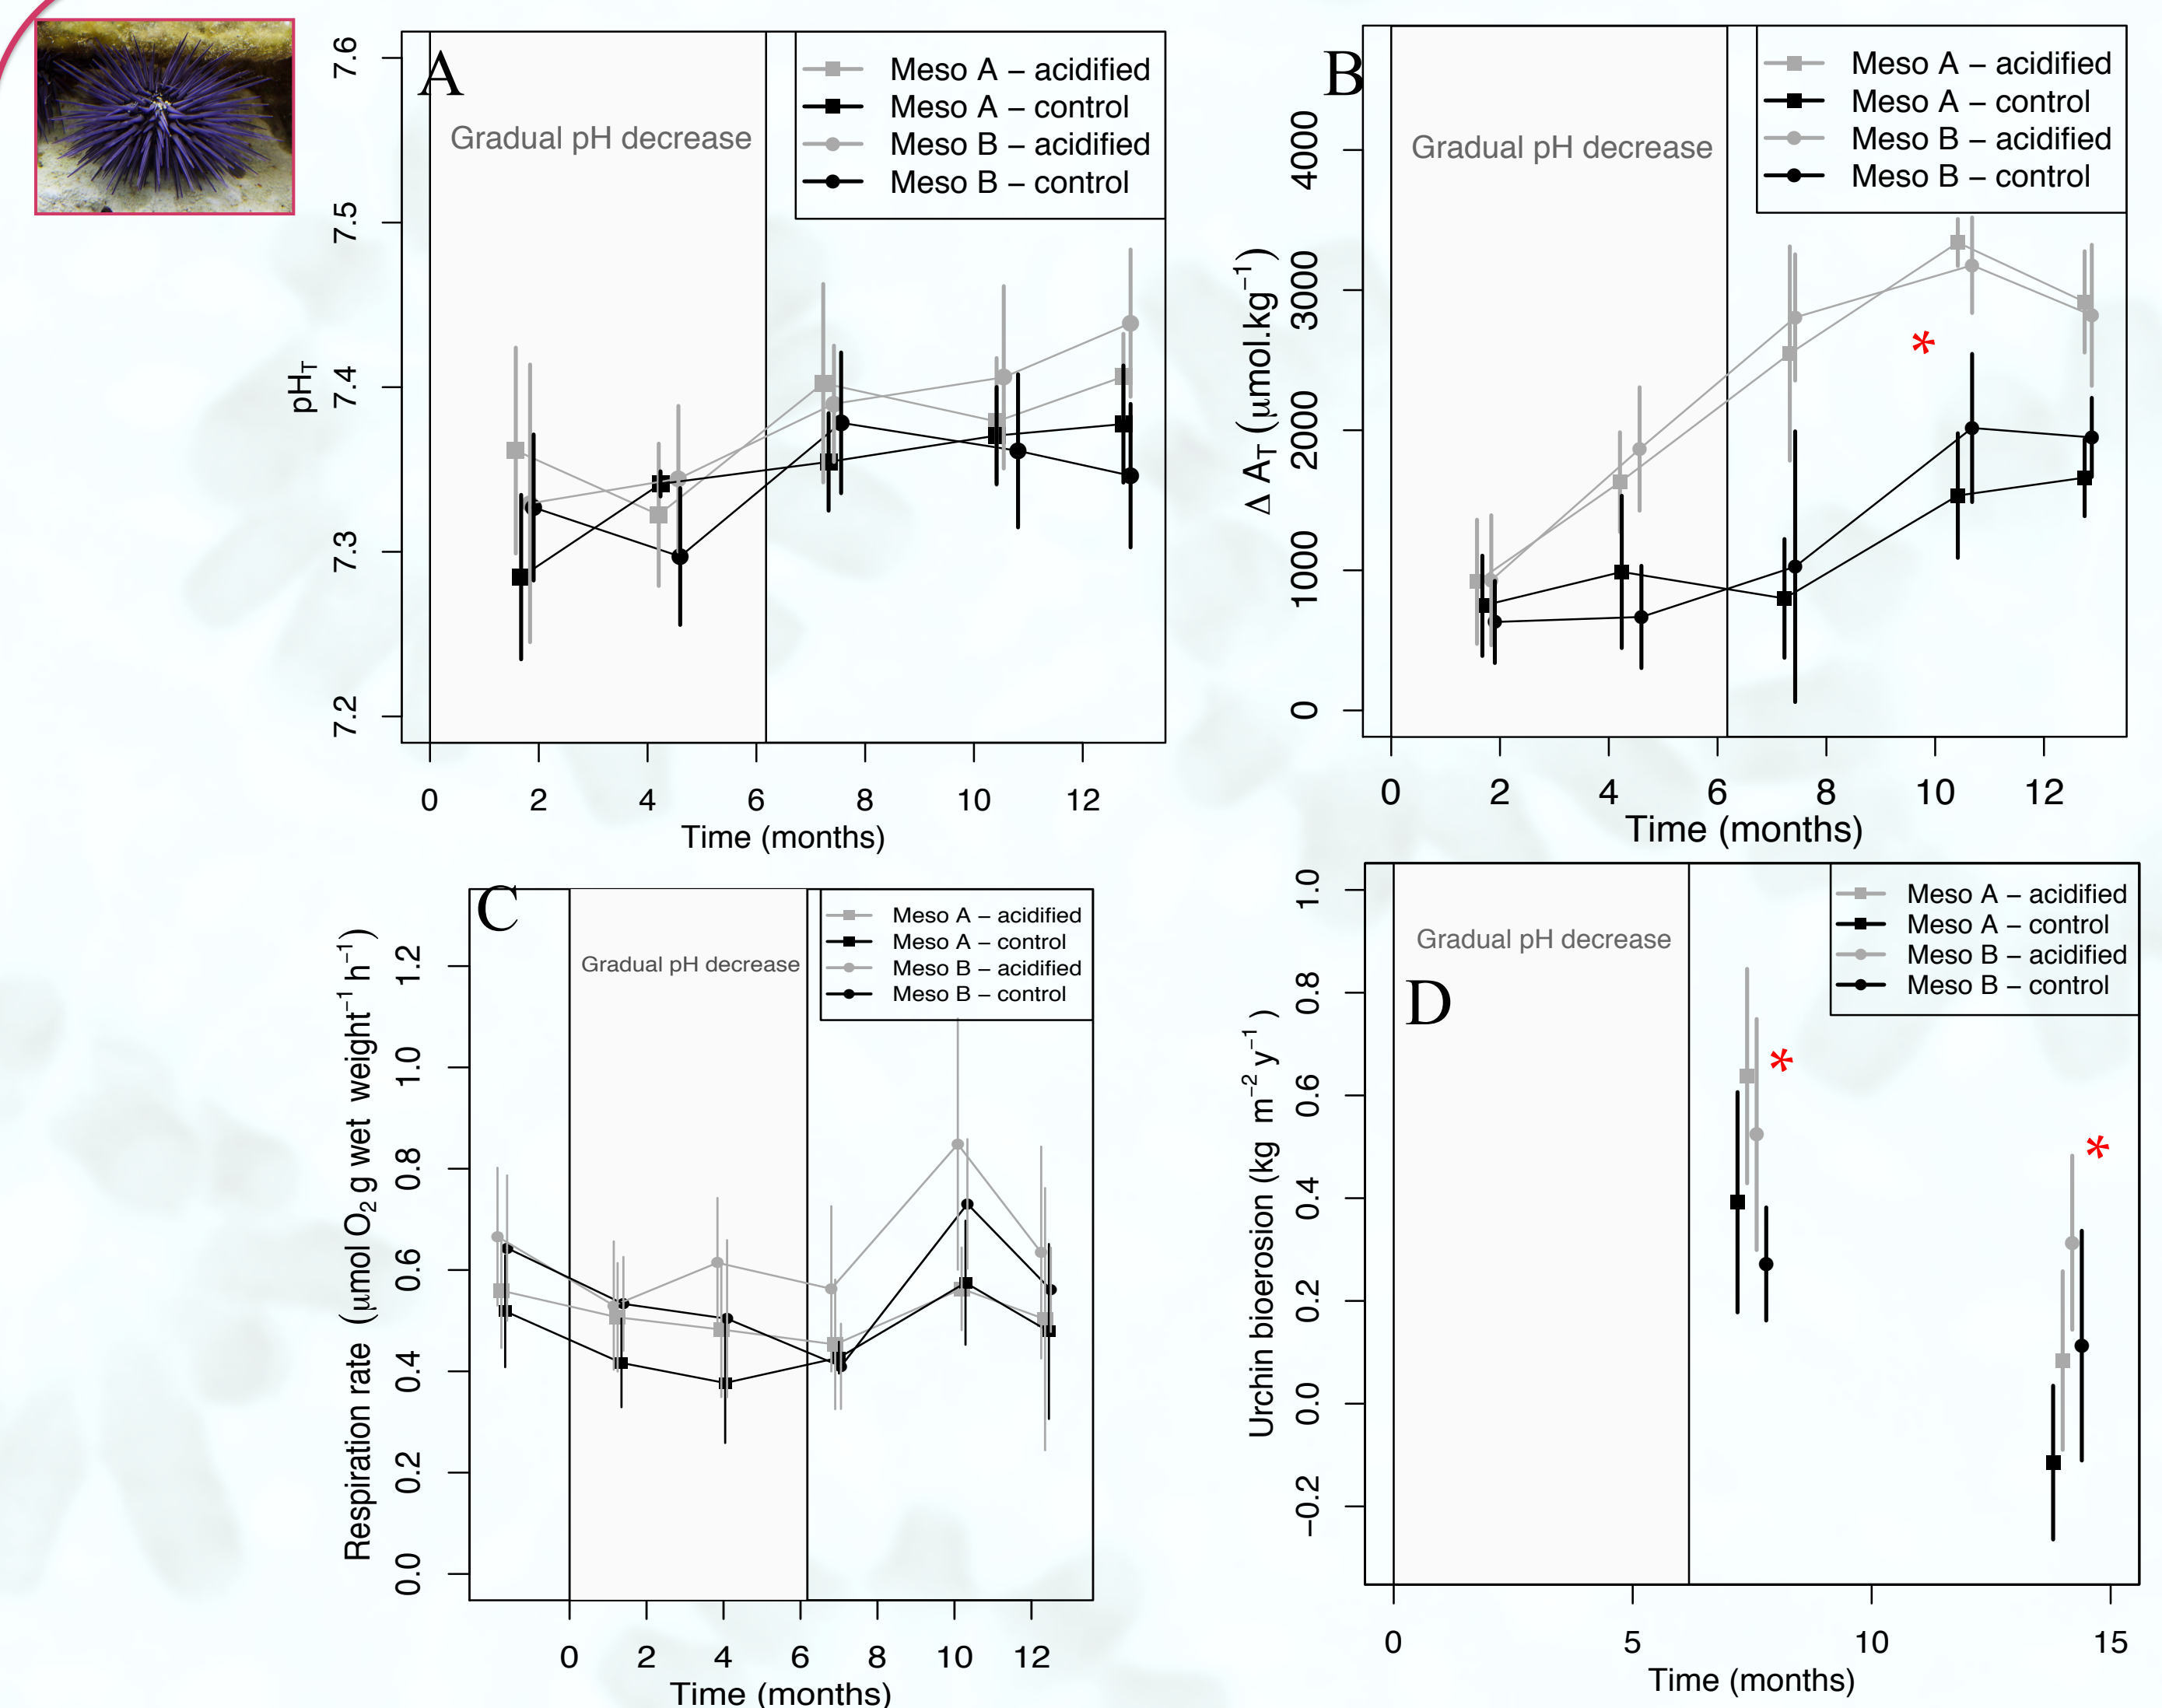 A
Gradual pH decrease
Meso A – acidified
Meso A – control
Meso B – acidified
Meso B – control
pH_T
7.6
7.5
7.4
7.3
7.2
0 2 4 6 8 10 12
Time (months)
B
Gradual pH decrease
Meso A – acidified
Meso A – control
Meso B – acidified
Meso B – control
Δ A_T (μmol.kg⁻¹)
4000
3000
2000
1000
0
*
0 2 4 6 8 10 12
Time (months)
C
Gradual pH decrease
Meso A – acidified
Meso A – control
Meso B – acidified
Meso B – control
Respiration rate (μmol O₂ g wet weight⁻¹ h⁻¹)
1.2
1.0
0.8
0.6
0.4
0.2
0.0
0 2 4 6 8 10 12
Time (months)
D
Gradual pH decrease
Meso A – acidified
Meso A – control
Meso B – acidified
Meso B – control
Urchin bioerosion (kg m⁻² y⁻¹)
1.0
0.8
0.6
0.4
0.2
0.0
−0.2
*
*
0 5 10 15
Time (months)